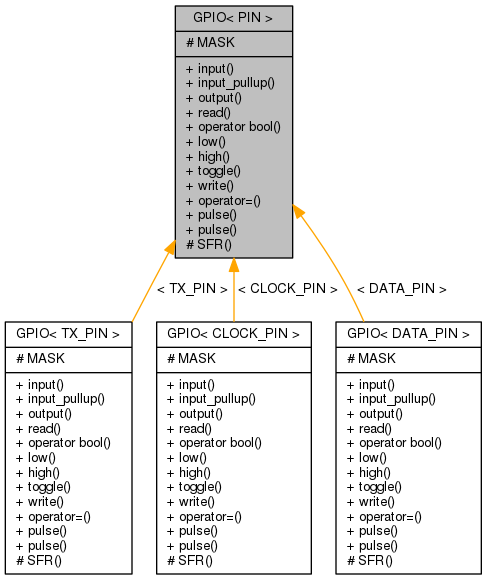 GPIO< PIN >
# MASK
+ input()
+ input_pullup()
+ output()
+ read()
+ operator bool()
+ low()
+ high()
+ toggle()
+ write()
+ operator=()
+ pulse()
+ pulse()
# SFR()
< TX_PIN >
< CLOCK_PIN >
< DATA_PIN >
GPIO< TX_PIN >
# MASK
+ input()
+ input_pullup()
+ output()
+ read()
+ operator bool()
+ low()
+ high()
+ toggle()
+ write()
+ operator=()
+ pulse()
+ pulse()
# SFR()
GPIO< CLOCK_PIN >
# MASK
+ input()
+ input_pullup()
+ output()
+ read()
+ operator bool()
+ low()
+ high()
+ toggle()
+ write()
+ operator=()
+ pulse()
+ pulse()
# SFR()
GPIO< DATA_PIN >
# MASK
+ input()
+ input_pullup()
+ output()
+ read()
+ operator bool()
+ low()
+ high()
+ toggle()
+ write()
+ operator=()
+ pulse()
+ pulse()
# SFR()